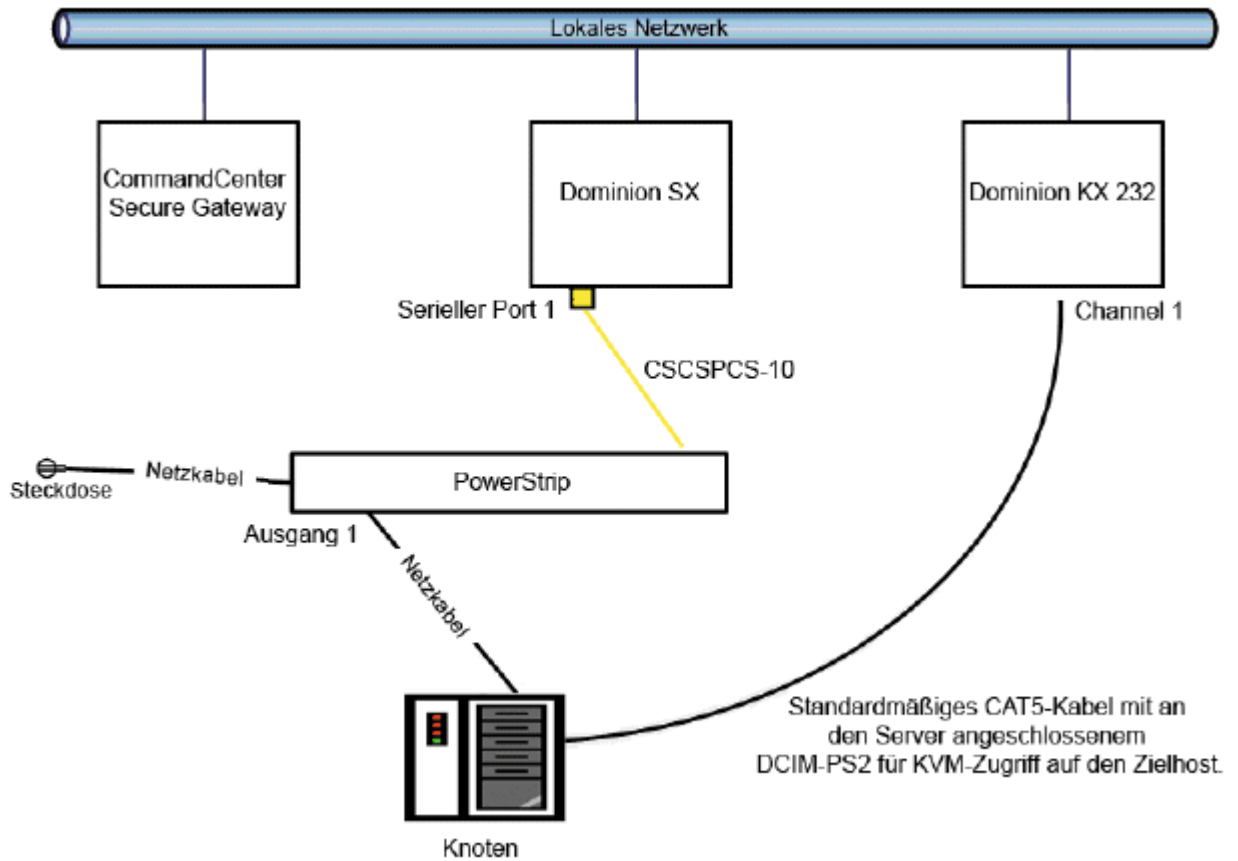 Lokales Netzwerk
CommandCenter
Secure Gateway
Dominion SX
Dominion KX 232
Serieller Port 1
Channel 1
CSCSPCS-10
Netzkabel
Steckdose
PowerStrip
Ausgang 1
Netzkabel
Standardmäßiges CAT5-Kabel mit an
den Server angeschlossenem
DCIM-PS2 für KVM-Zugriff auf den Zielhost.
Knoten